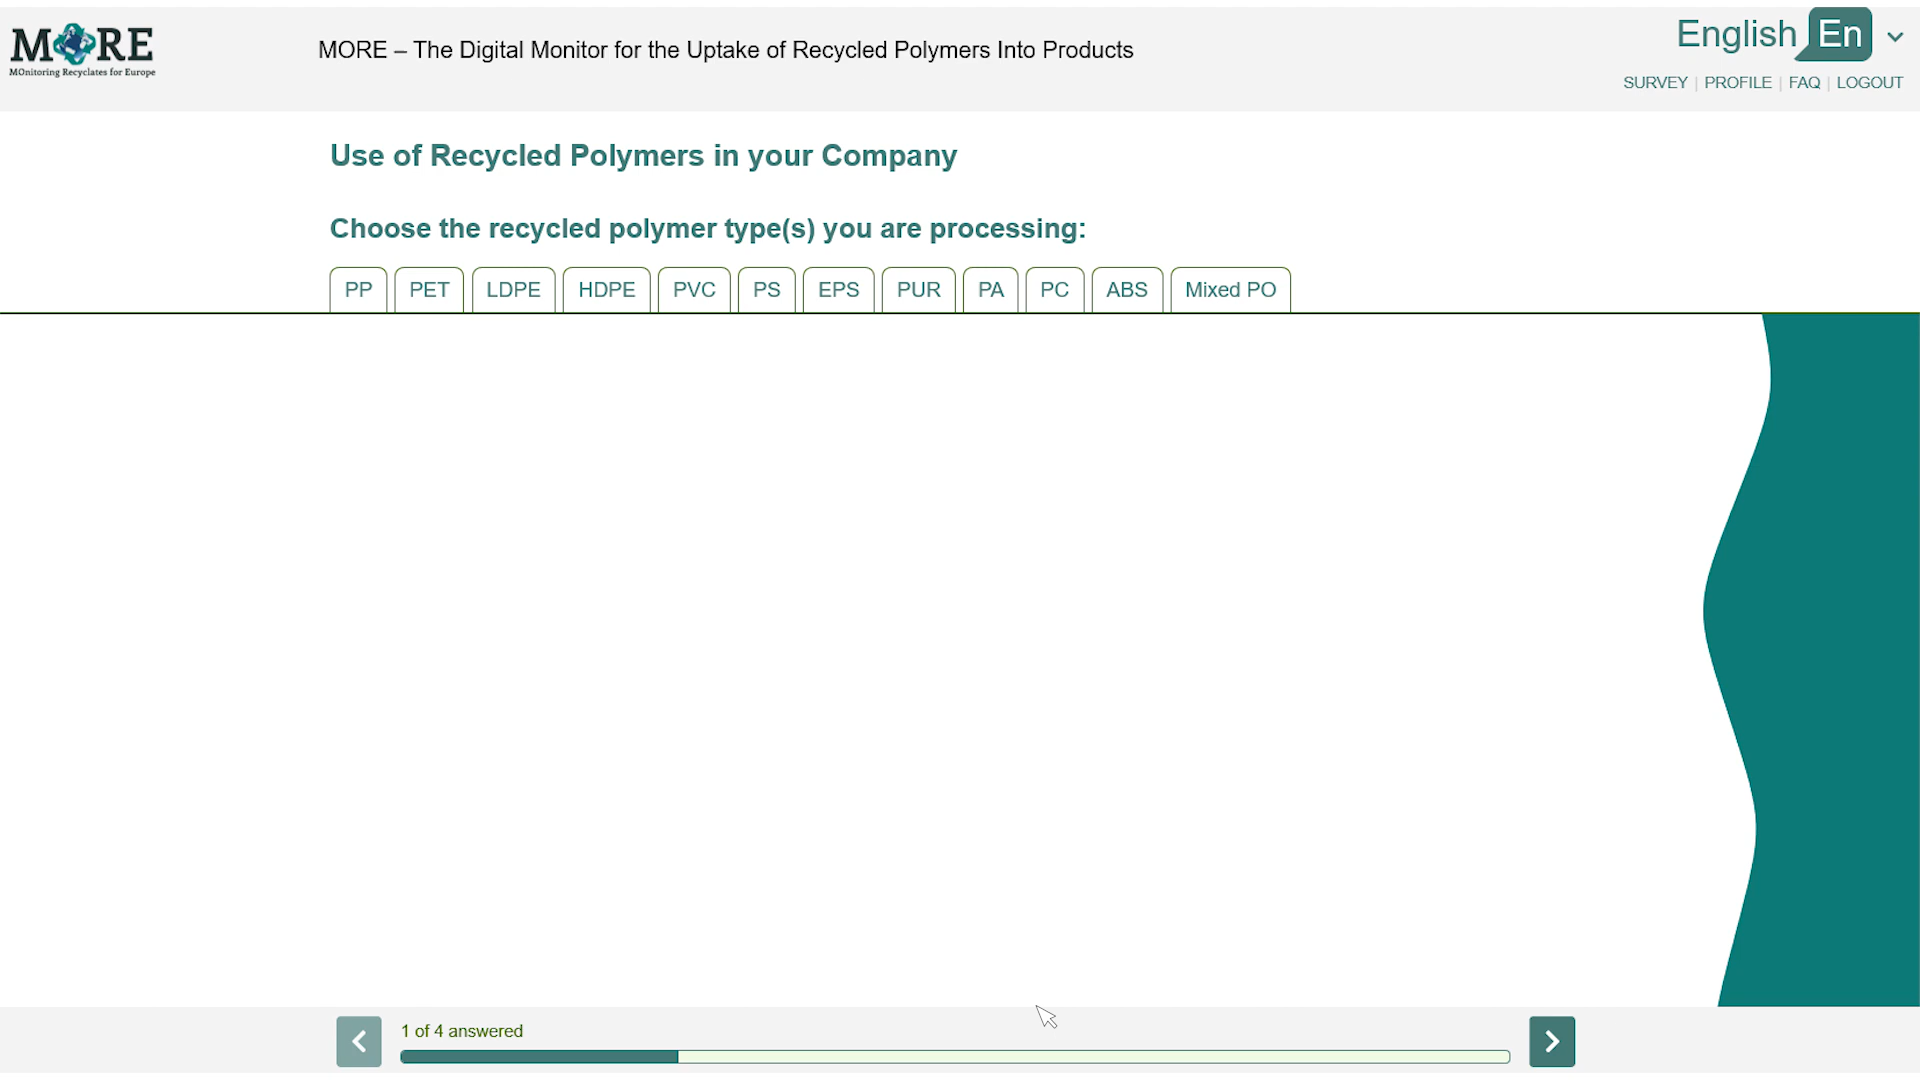 MORE
MOnitoring Recyclates for Europe
MORE – The Digital Monitor for the Uptake of Recycled Polymers Into Products
English En
SURVEY | PROFILE | FAQ | LOGOUT
Use of Recycled Polymers in your Company
Choose the recycled polymer type(s) you are processing:
PP PET LDPE HDPE PVC PS EPS PUR PA PC ABS Mixed PO
1 of 4 answered